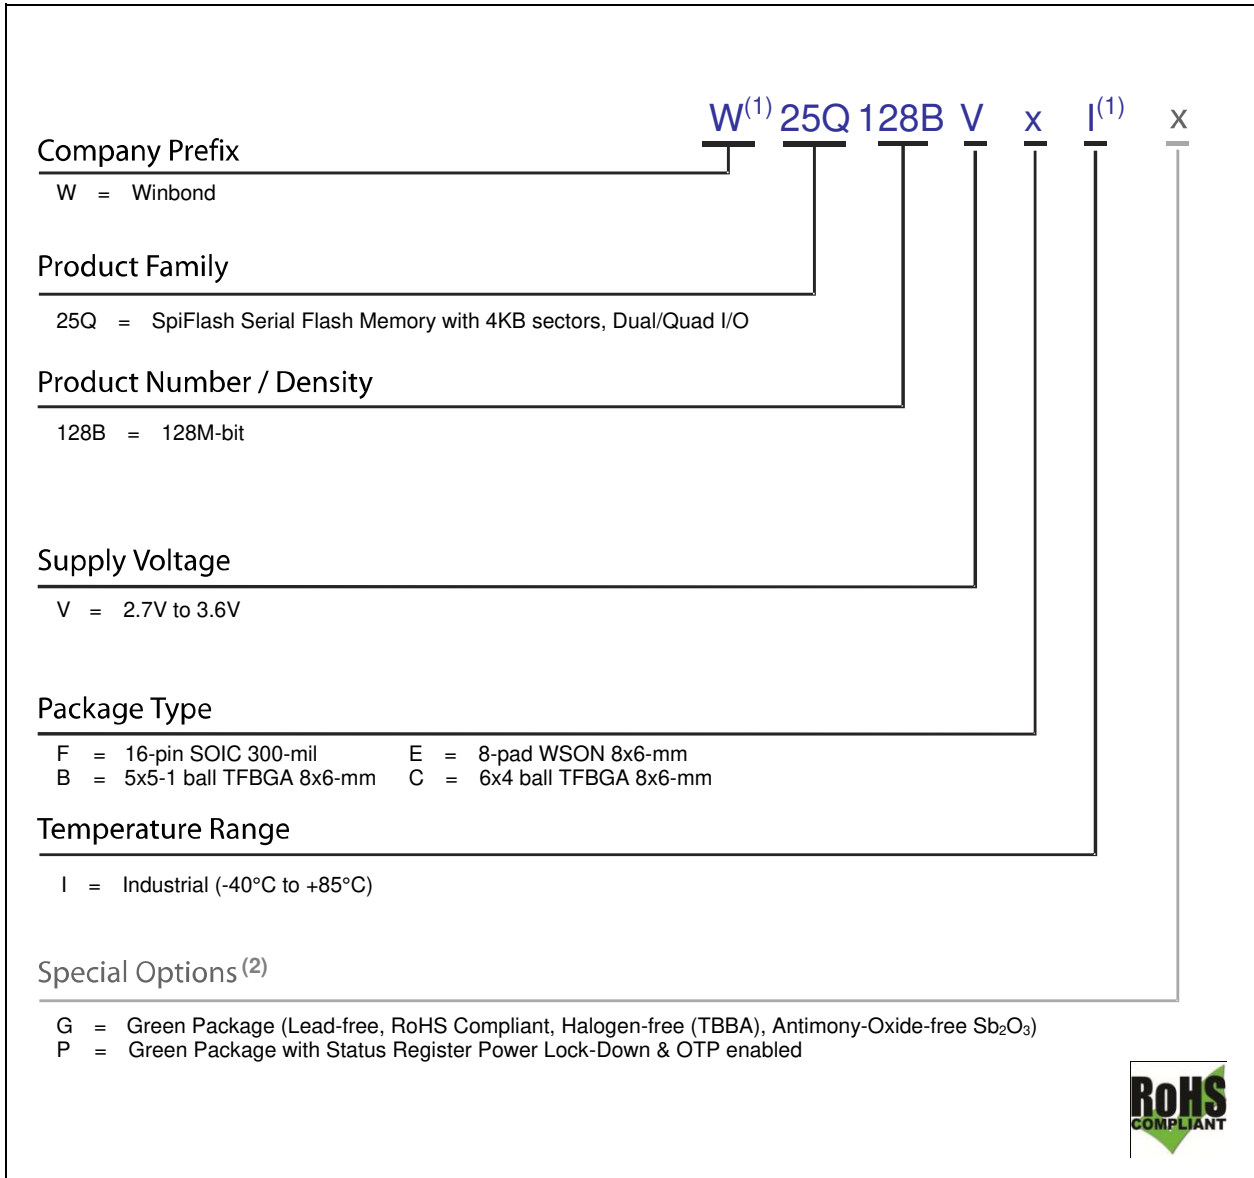 W(1) 25Q 128B V x I(1) x
Company Prefix
W = Winbond
Product Family
25Q = SpiFlash Serial Flash Memory with 4KB sectors, Dual/Quad I/O
Product Number / Density
128B = 128M-bit
Supply Voltage
V = 2.7V to 3.6V
Package Type
F = 16-pin SOIC 300-mil E = 8-pad WSON 8x6-mm
B = 5x5-1 ball TFBGA 8x6-mm C = 6x4 ball TFBGA 8x6-mm
Temperature Range
I = Industrial (-40°C to +85°C)
Special Options (2)
G = Green Package (Lead-free, RoHS Compliant, Halogen-free (TBBA), Antimony-Oxide-free Sb₂O₃)
P = Green Package with Status Register Power Lock-Down & OTP enabled
RoHS
COMPLIANT